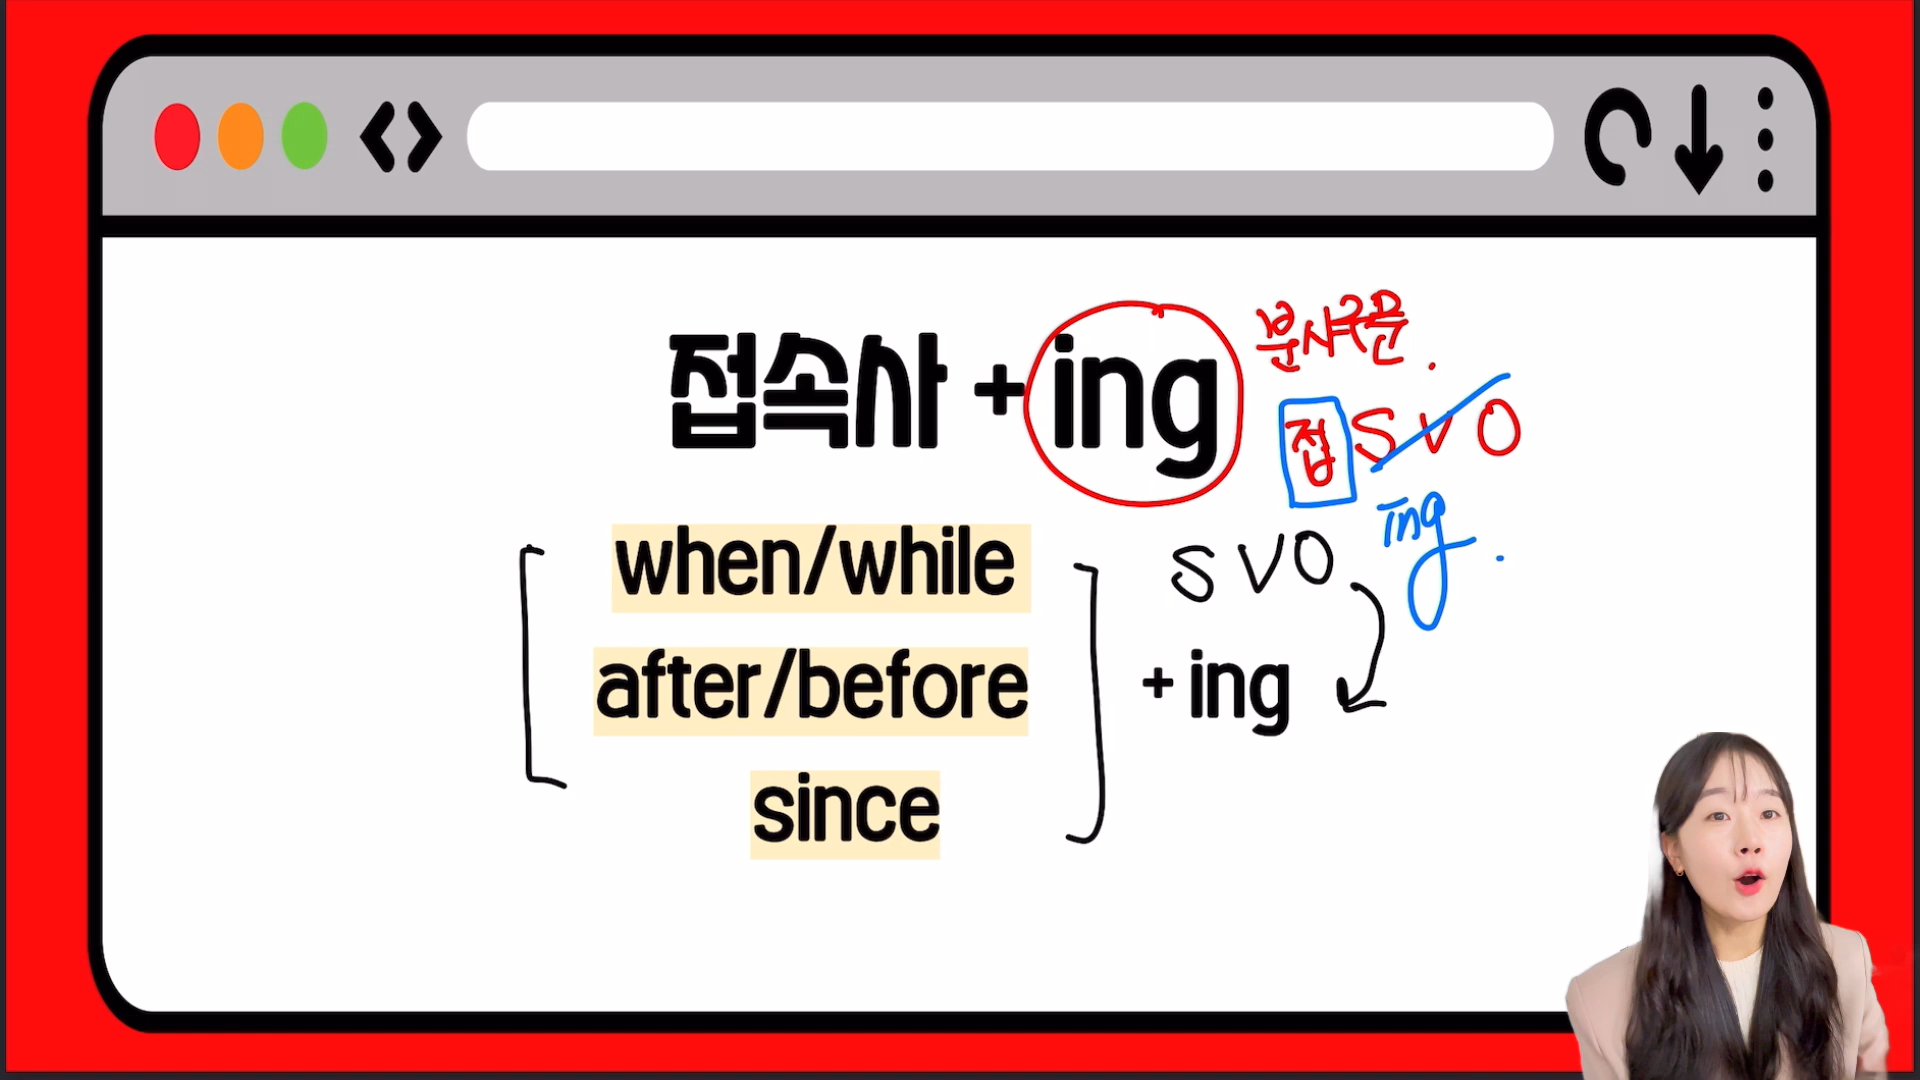 접속사 + ing
분사구문.
접 S V O
ing.
when/while
S V O
after/before
+ ing
since